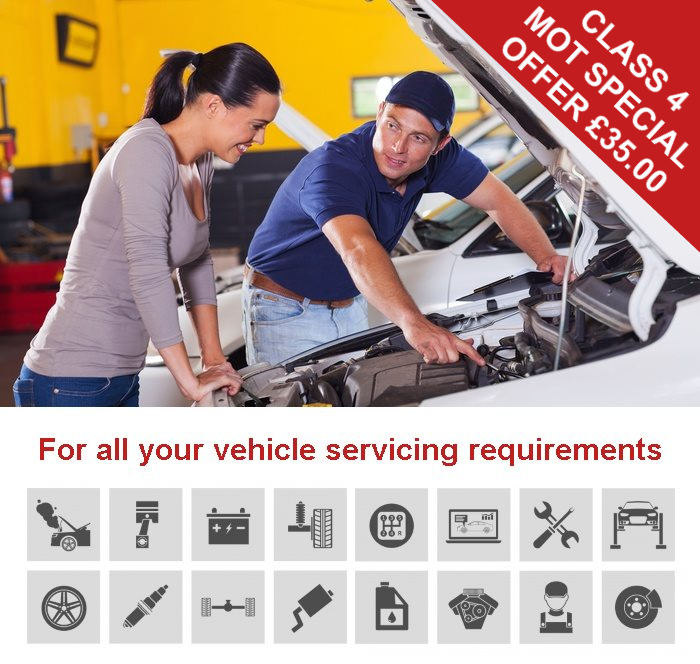 CLASS 4
MOT SPECIAL
OFFER £35.00
For all your vehicle servicing requirements
R